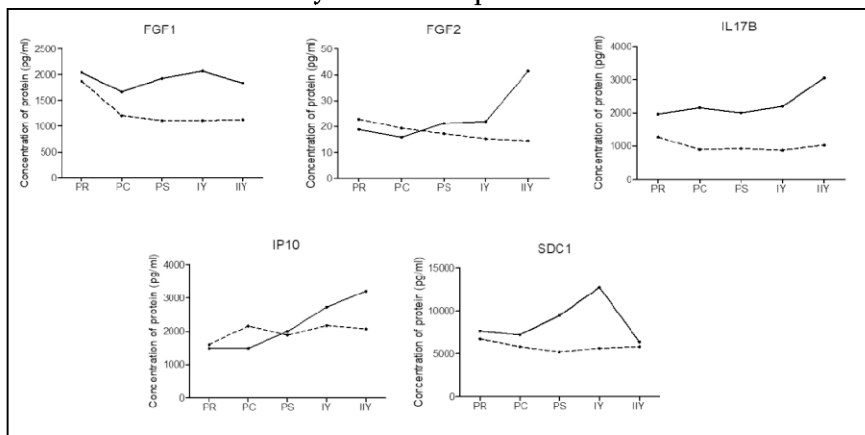 FGF1
Concentration of protein (pg/ml)
2500
2000
1500
1000
500
0
PR PC PS IY IIY
FGF2
Concentration of protein (pg/ml)
50
40
30
20
10
0
PR PC PS IY IIY
IL17B
Concentration of protein (pg/ml)
4000
3000
2000
1000
0
PR PC PS IY IIY
IP10
Concentration of protein (pg/ml)
4000
3000
2000
1000
0
PR PC PS IY IIY
SDC1
Concentration of protein (pg/ml)
15000
10000
5000
0
PR PC PS IY IIY